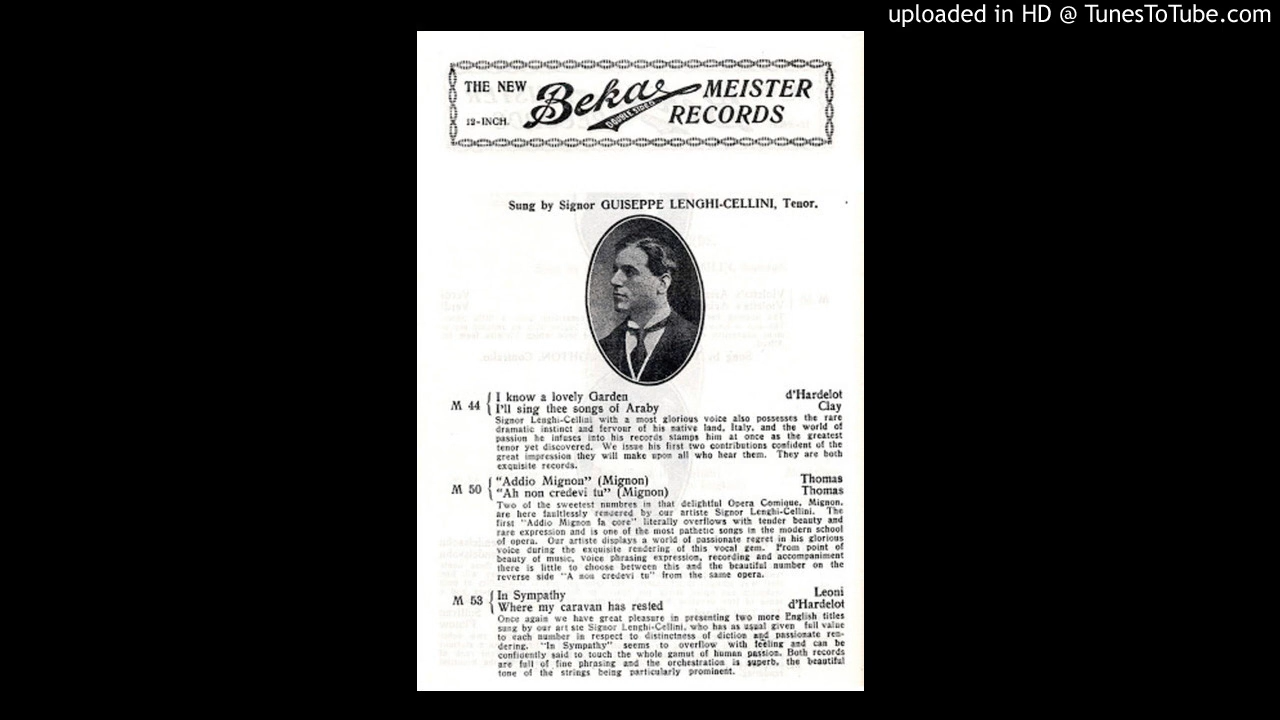 uploaded in HD @ TunesToTube.com
THE NEW Beka MEISTER
12-INCH. DOUBLE SIDED RECORDS
Sung by Signor GUISEPPE LENGHI-CELLINI, Tenor.
I know a lovely Garden d'Hardelot
M 44 { I'll sing thee songs of Araby Clay
Signor Lenghi-Cellini with a most glorious voice also possesses the rare
dramatic instinct and fervour of his native land, Italy, and the world of
passion he infuses into his records stamps him at once as the greatest
tenor yet discovered. We issue his first two contributions confident of the
great impression they will make upon all who hear them. They are both
exquisite records.
"Addio Mignon" (Mignon) Thomas
M 50 { "Ah non credevi tu" (Mignon) Thomas
Two of the sweetest numbres in that delightful Opera Comique, Mignon,
are here faultlessly rendered by our artiste Signor Lenghi-Cellini. The
first "Addio Mignon fa core" literally overflows with tender beauty and
rare expression and is one of the most pathetic songs in the modern school
of opera. Our artiste displays a world of passionate regret in his glorious
voice during the exquisite rendering of this vocal gem. From point of
beauty of music, voice phrasing expression, recording and accompaniment
there is little to choose between this and the beautiful number on the
reverse side "A non credevi tu" from the same opera.
In Sympathy Leoni
M 53 { Where my caravan has rested d'Hardelot
Once again we have great pleasure in presenting two more English titles
sung by our art ste Signor Lenghi-Cellini, who has as usual given full value
to each number in respect to distinctness of diction and passionate ren-
dering. "In Sympathy" seems to overflow with feeling and can be
confidently said to touch the whole gamut of human passion. Both records
are full of fine phrasing and the orchestration is superb, the beautiful
tone of the strings being particularly prominent.